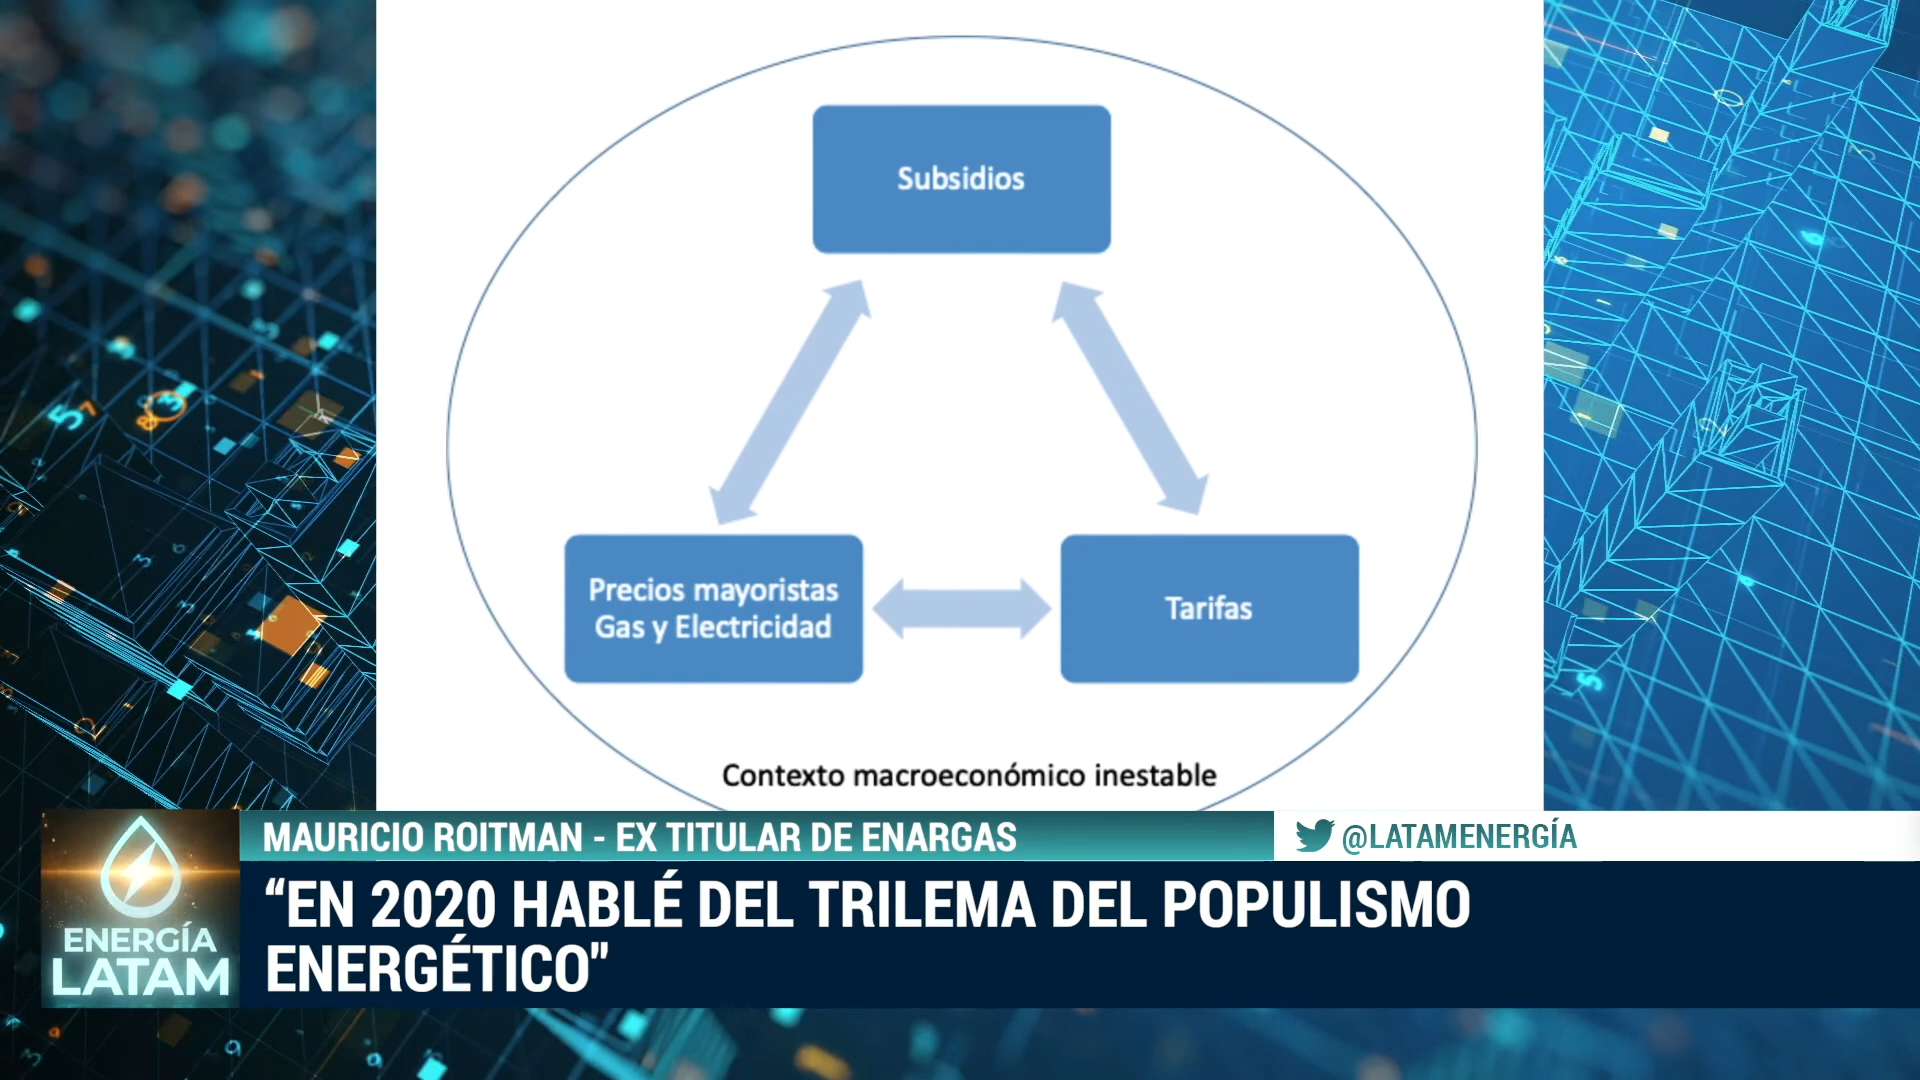 Subsidios
Precios mayoristas
Gas y Electricidad
Tarifas
Contexto macroeconómico inestable
MAURICIO ROITMAN - EX TITULAR DE ENARGAS
@LATAMENERGÍA
“EN 2020 HABLÉ DEL TRILEMA DEL POPULISMO
ENERGÉTICO"
ENERGÍA
LATAM